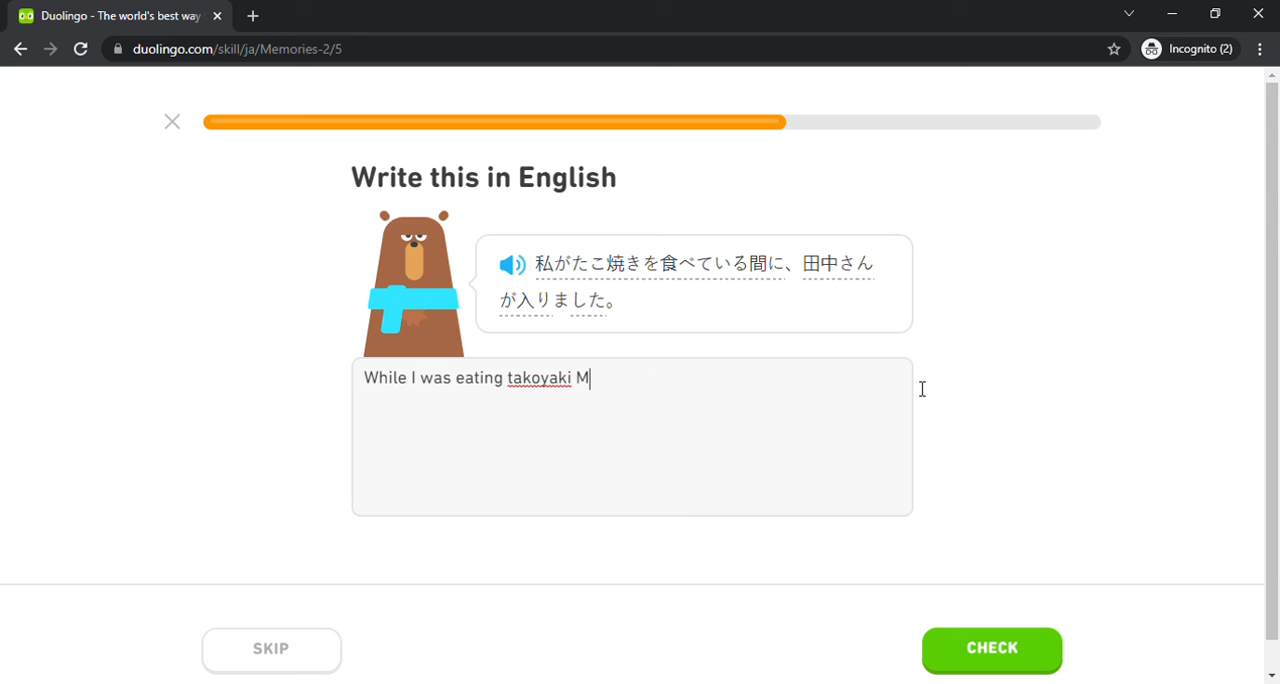 Duolingo - The world's best way
duolingo.com/skill/ja/Memories-2/5
Incognito (2)
Write this in English
私がたこ焼きを食べている間に、田中さん
が入りました。
While I was eating takoyaki M
SKIP
CHECK